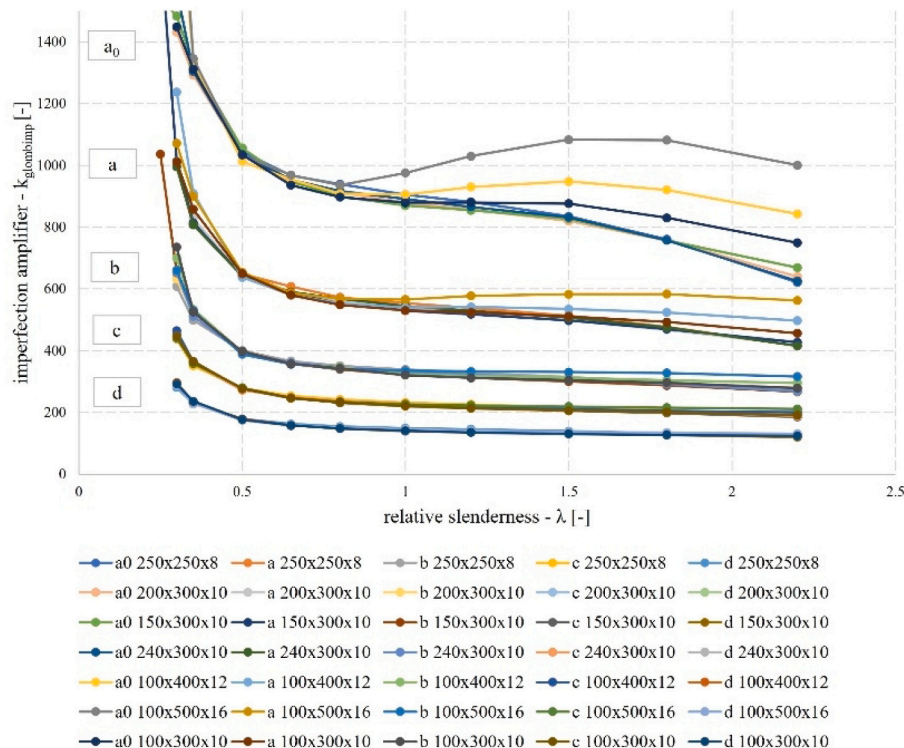 imperfection amplifier - kglombimp [-]
1400
1200
1000
800
600
400
200
0
a0
a
b
c
d
0
0.5
1
1.5
2
2.5
relative slenderness - λ [-]
a0 250x250x8 a 250x250x8 b 250x250x8 c 250x250x8 d 250x250x8
a0 200x300x10 a 200x300x10 b 200x300x10 c 200x300x10 d 200x300x10
a0 150x300x10 a 150x300x10 b 150x300x10 c 150x300x10 d 150x300x10
a0 240x300x10 a 240x300x10 b 240x300x10 c 240x300x10 d 240x300x10
a0 100x400x12 a 100x400x12 b 100x400x12 c 100x400x12 d 100x400x12
a0 100x500x16 a 100x500x16 b 100x500x16 c 100x500x16 d 100x500x16
a0 100x300x10 a 100x300x10 b 100x300x10 c 100x300x10 d 100x300x10